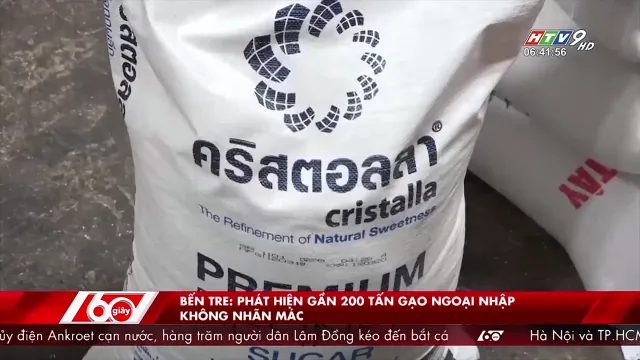 HTV9 HD
06:41:56
คริสตอลลา®
cristalla
The Refinement of Natural Sweetness
PREMIUM
SUGAR
TÂY
60 giây
BẾN TRE: PHÁT HIỆN GẦN 200 TẤN GẠO NGOẠI NHẬP
KHÔNG NHÃN MÁC
ủy điện Ankroet cạn nước, hàng trăm người dân Lâm Đồng kéo đến bắt cá 60 Hà Nội và TP.HCM